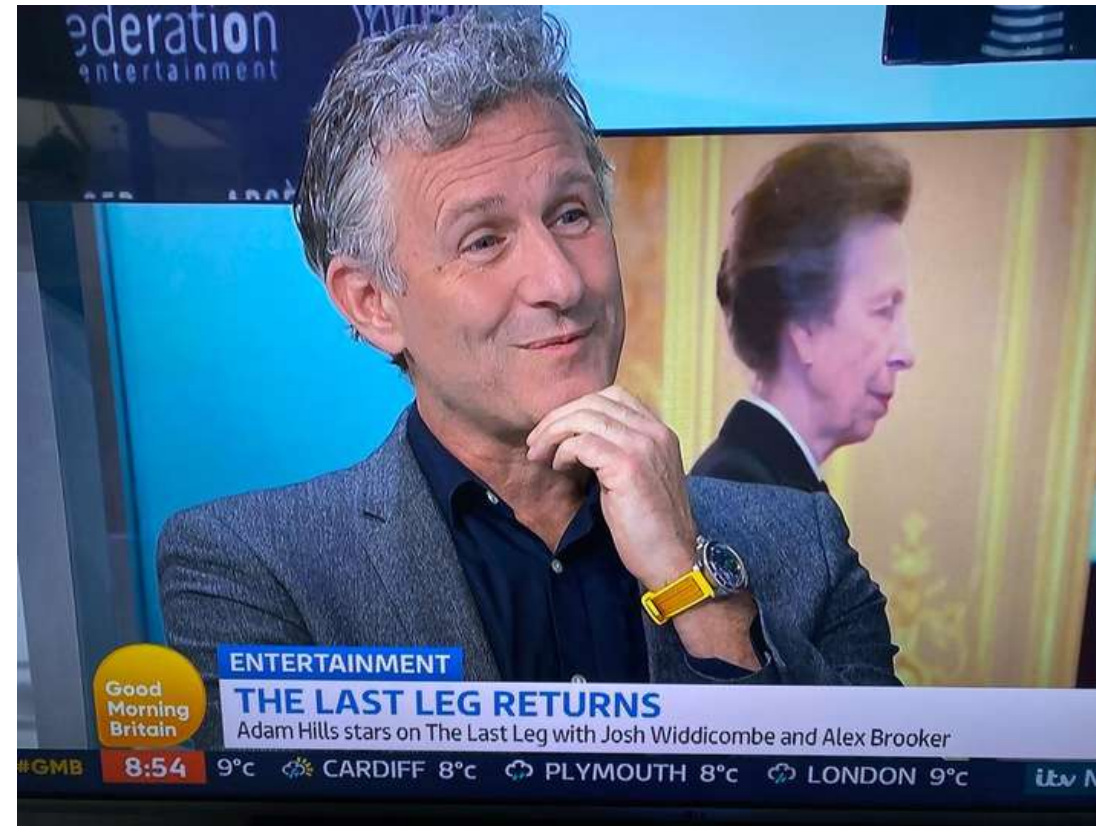 ederation
entertainment
ENTERTAINMENT
Good
Morning
Britain
THE LAST LEG RETURNS
Adam Hills stars on The Last Leg with Josh Widdicombe and Alex Brooker
#GMB 8:54 9°C CARDIFF 8°C PLYMOUTH 8°C LONDON 9°C itv N